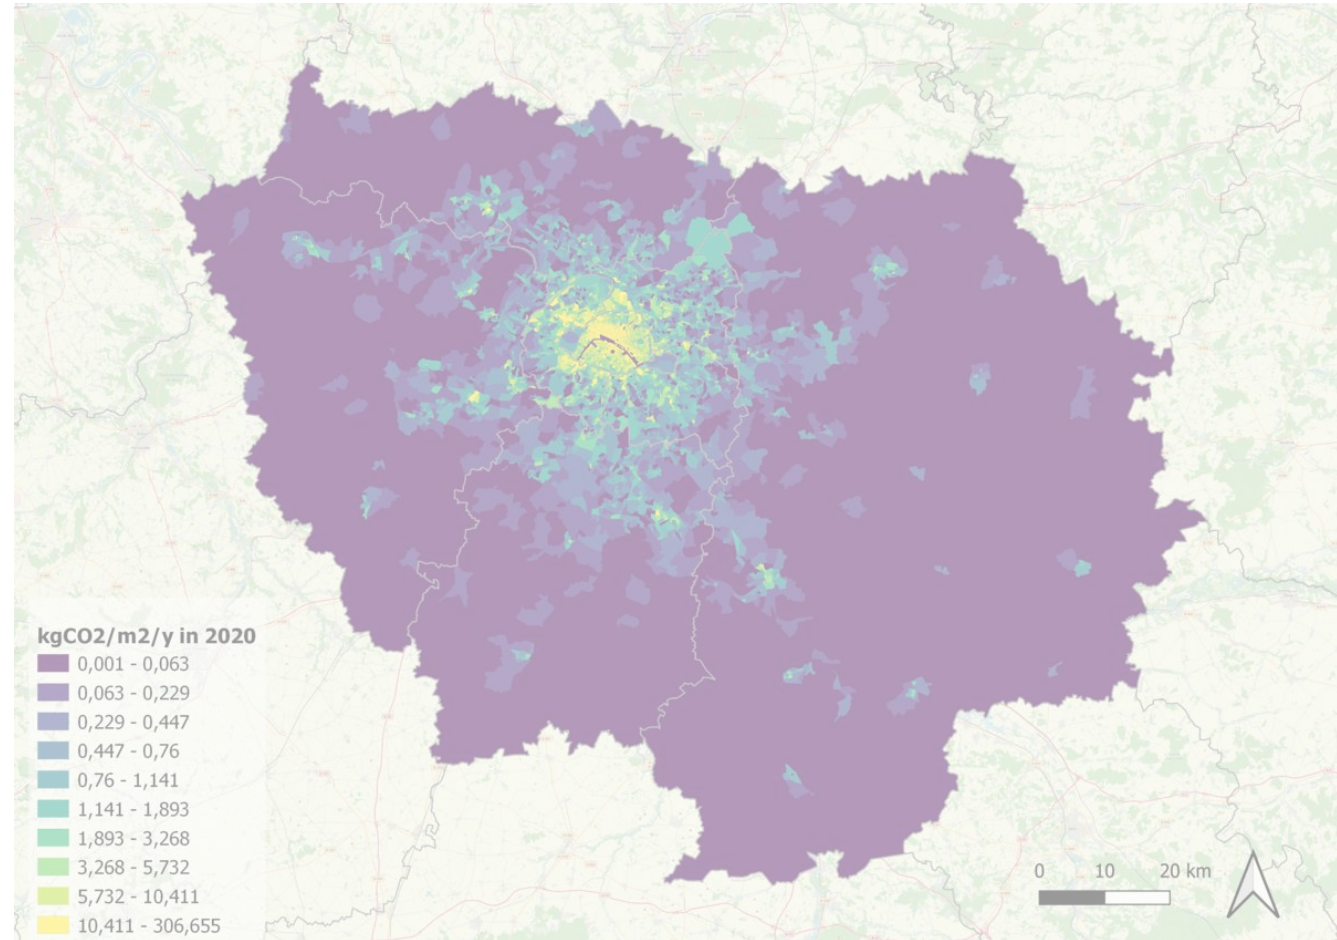 kgCO2/m2/y in 2020
0,001 - 0,063
0,063 - 0,229
0,229 - 0,447
0,447 - 0,76
0,76 - 1,141
1,141 - 1,893
1,893 - 3,268
3,268 - 5,732
5,732 - 10,411
10,411 - 306,655
0 10 20 km